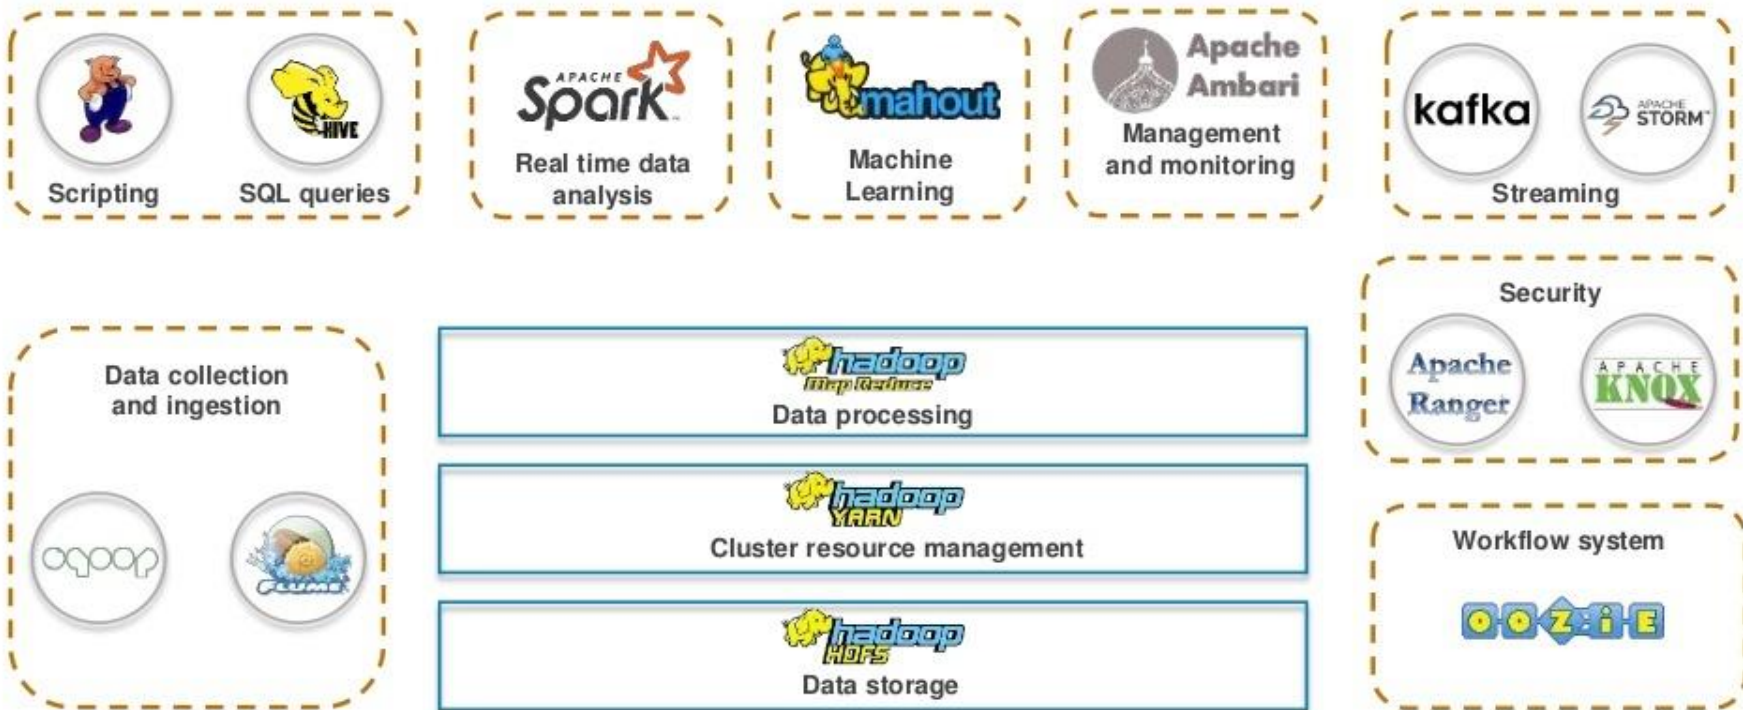 HIVE
Scripting
SQL queries
APACHE
Spark
Real time data
analysis
mahout
Machine
Learning
Apache
Ambari
Management
and monitoring
kafka
APACHE
STORM
Streaming
Security
Apache
Ranger
APACHE
KNOX
Data collection
and ingestion
sqoop
FLUME
hadoop
Map Reduce
Data processing
hadoop
YARN
Cluster resource management
hadoop
HDFS
Data storage
Workflow system
OOZiE